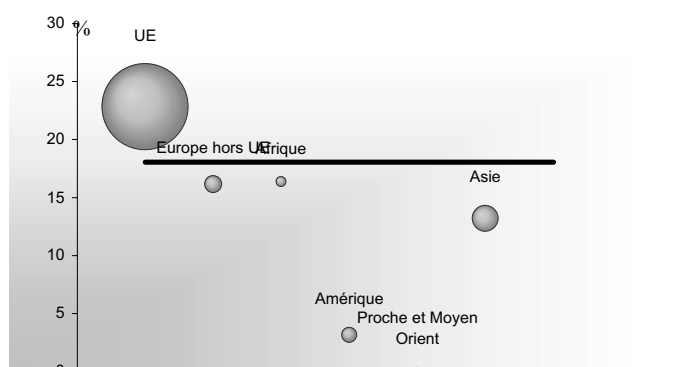 30 %
UE
25
20
Europe hors UE
Afrique
15
Asie
10
Amérique
5
Proche et Moyen
Orient